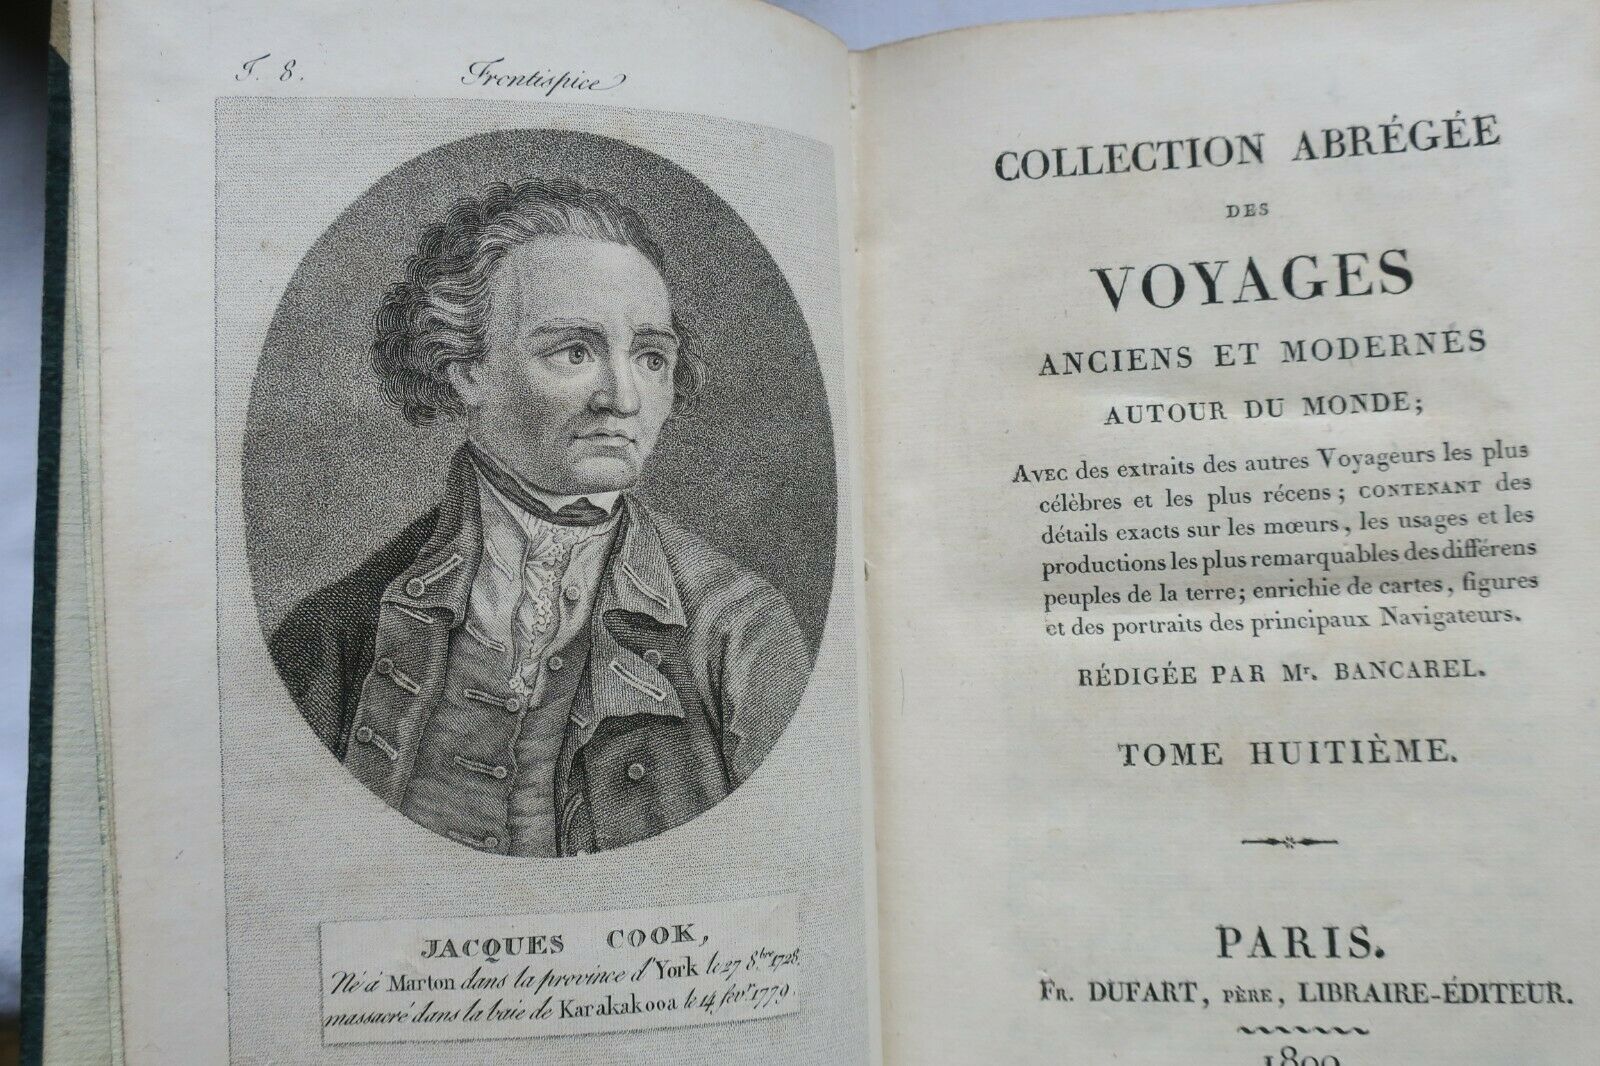 T. 8. Frontispice
JACQUES COOK,
Né à Marton dans la province d'York le 27 8.bre 1728.
massacré dans la baie de Karakakooa le 14 fevr. 1779.
COLLECTION ABRÉGÉE
DES
VOYAGES
ANCIENS ET MODERNES
AUTOUR DU MONDE;
AVEC des extraits des autres Voyageurs les plus
célèbres et les plus récens; CONTENANT des
détails exacts sur les mœurs, les usages et les
productions les plus remarquables des différens
peuples de la terre; enrichie de cartes, figures
et des portraits des principaux Navigateurs.
RÉDIGÉE PAR Mr. BANCAREL.
TOME HUITIÈME.
PARIS.
FR. DUFART, PÈRE, LIBRAIRE-ÉDITEUR.